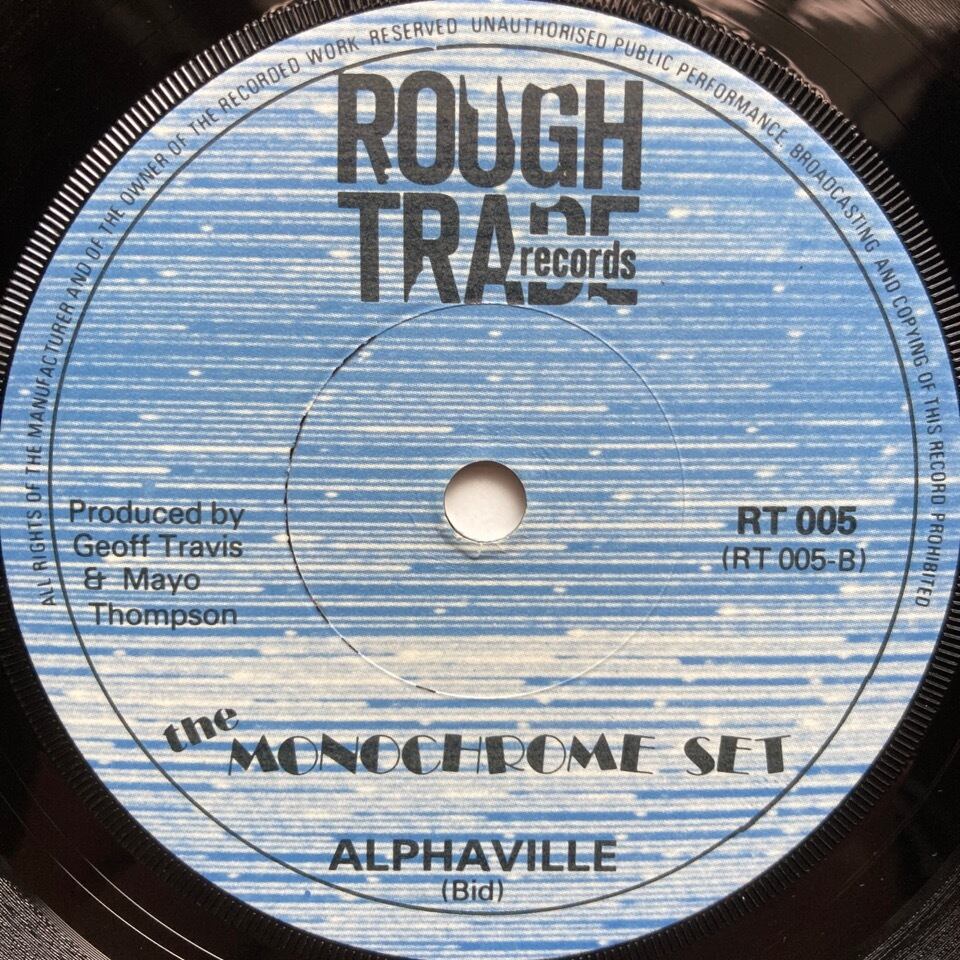 ALL RIGHTS OF THE MANUFACTURER AND OF THE OWNER OF THE RECORDED WORK RESERVED UNAUTHORISED PUBLIC PERFORMANCE, BROADCASTING AND COPYING OF THIS RECORD PROHIBITED
ROUGH
TRADE
records
Produced by
Geoff Travis
& Mayo
Thompson
RT 005
(RT 005-B)
the
MONOCHROME SET
ALPHAVILLE
(Bid)